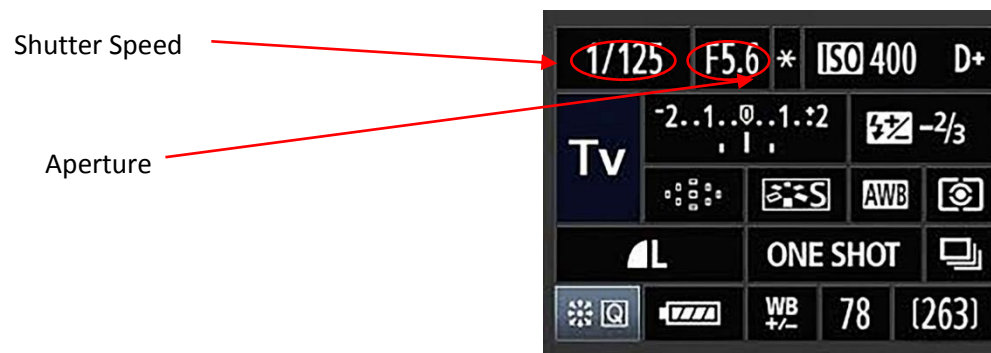 Shutter Speed
Aperture
1/125 F5.6 * ISO 400 D+
Tv
-2..1..0..1.:+2
-2/3
S AWB
L ONE SHOT
Q WB +/- 78 (263)